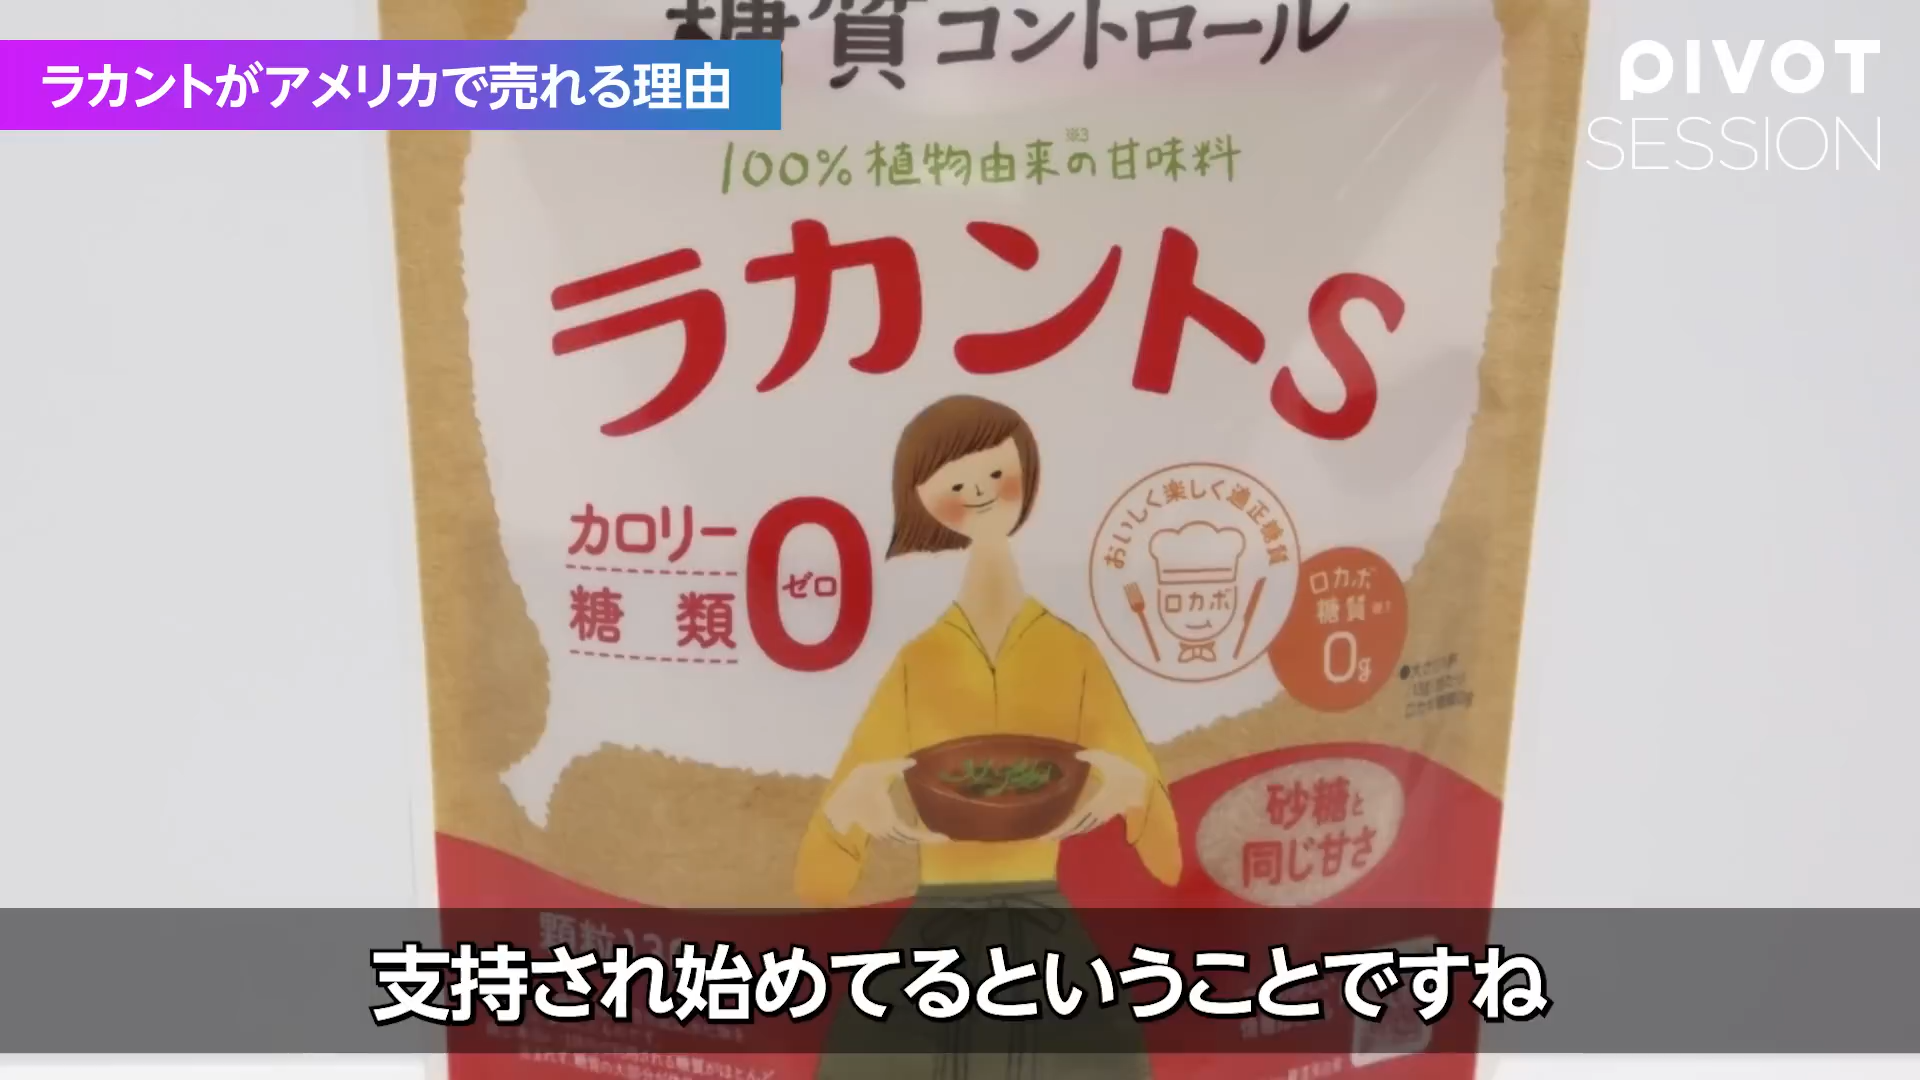 糖質コントロール
ラカントがアメリカで売れる理由
PIVOT
SESSION
100%植物由来の甘味料
※3
ラカントS
カロリー
糖類
0
ゼロ
おいしく楽しく適正糖質
ロカボ
ロカボ
糖質
0g
砂糖と
同じ甘さ
支持され始めてるということですね